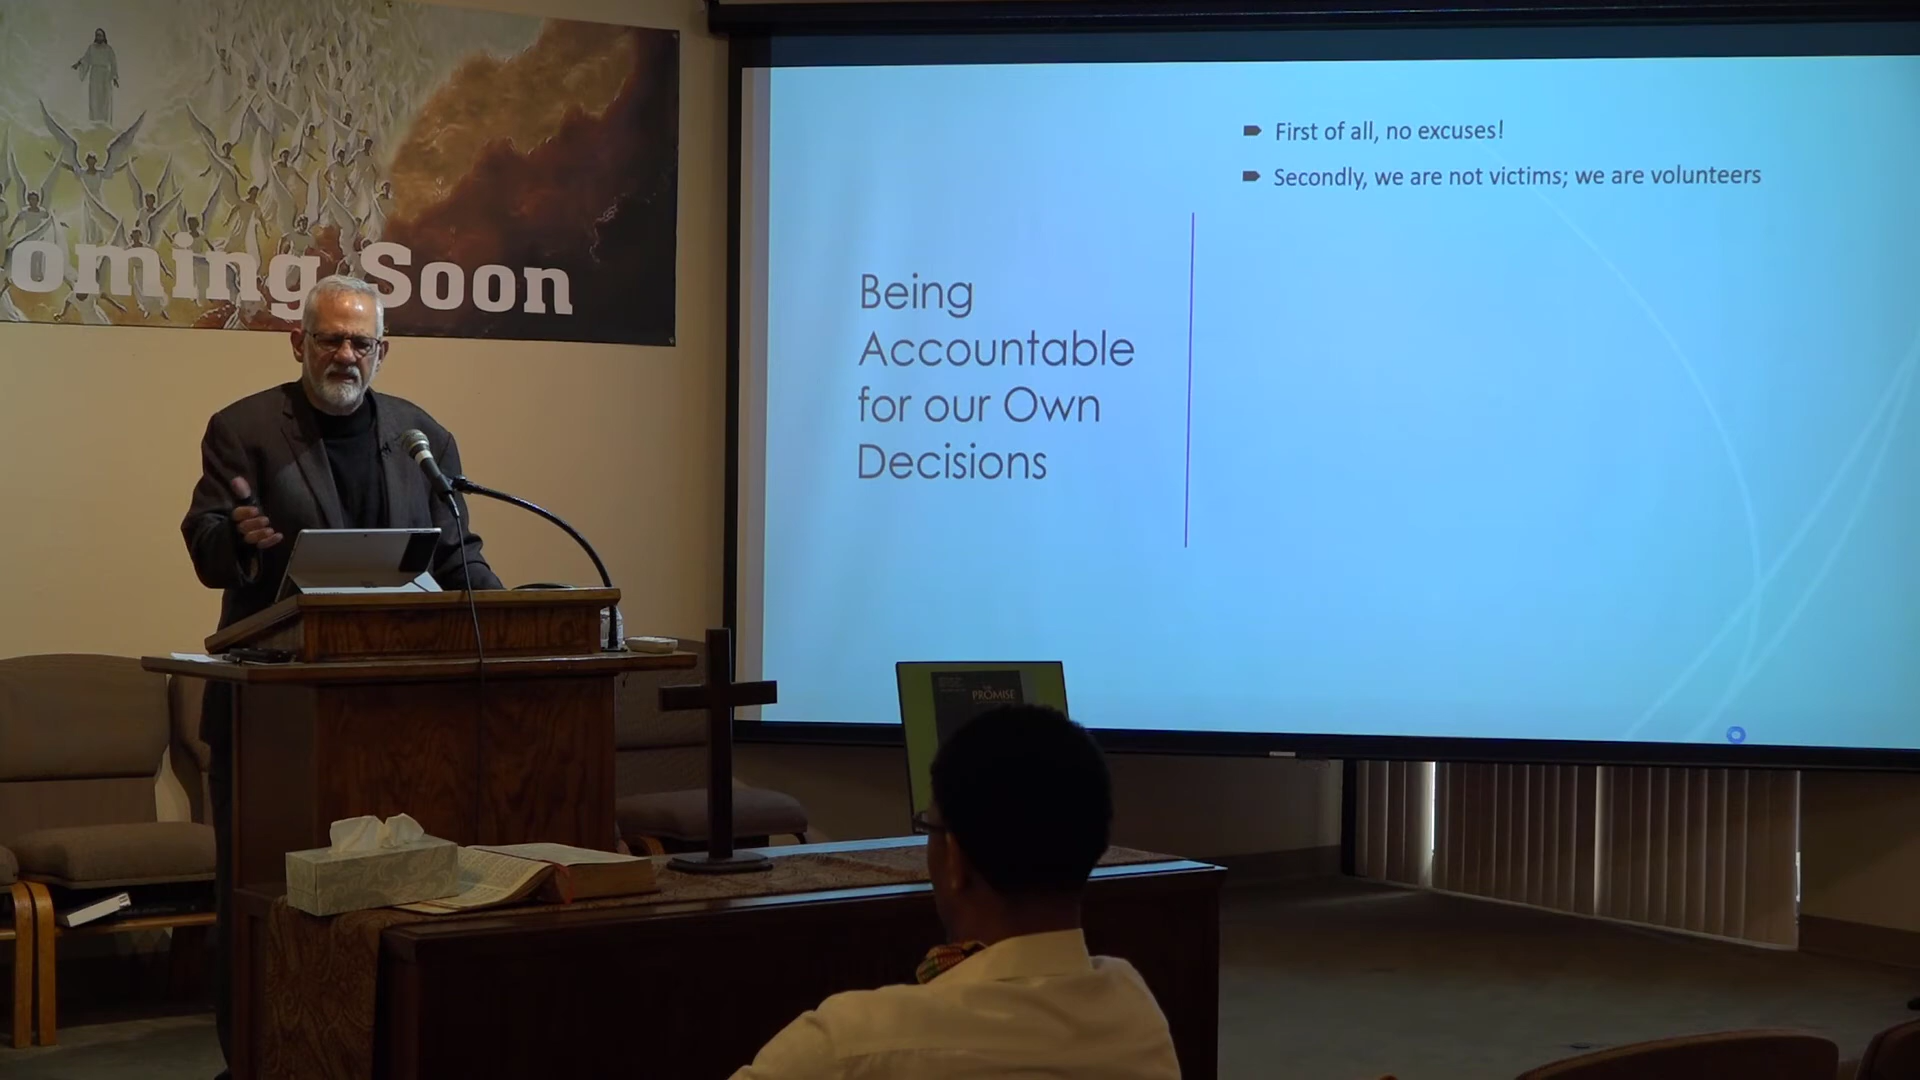 oming Soon
First of all, no excuses!
Secondly, we are not victims; we are volunteers
Being
Accountable
for our Own
Decisions
PROMISE